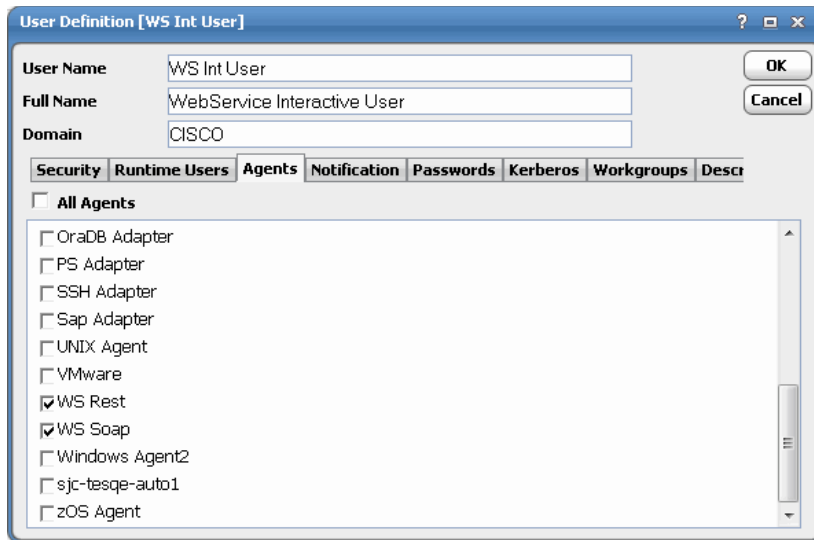 User Definition [WS Int User]
User Name WS Int User OK
Full Name WebService Interactive User Cancel
Domain CISCO
Security Runtime Users Agents Notification Passwords Kerberos Workgroups Descr
All Agents
OraDB Adapter
PS Adapter
SSH Adapter
Sap Adapter
UNIX Agent
VMware
WS Rest
WS Soap
Windows Agent2
sjc-tesqe-auto1
zOS Agent